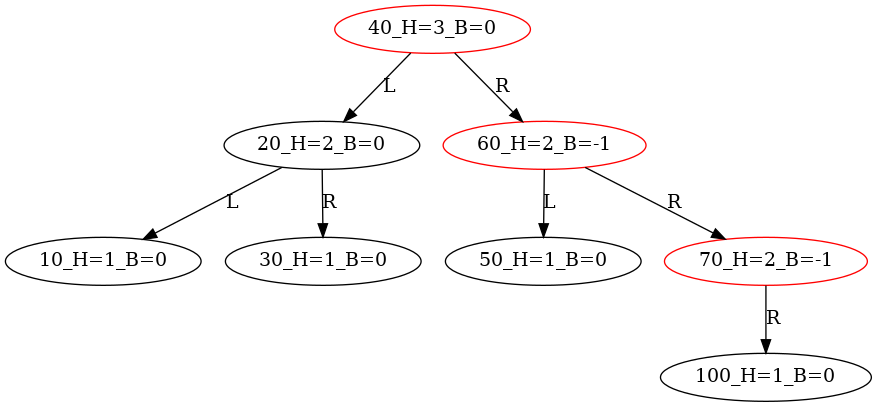 40_H=3_B=0
L
R
20_H=2_B=0
60_H=2_B=-1
L
R
L
R
10_H=1_B=0
30_H=1_B=0
50_H=1_B=0
70_H=2_B=-1
R
100_H=1_B=0